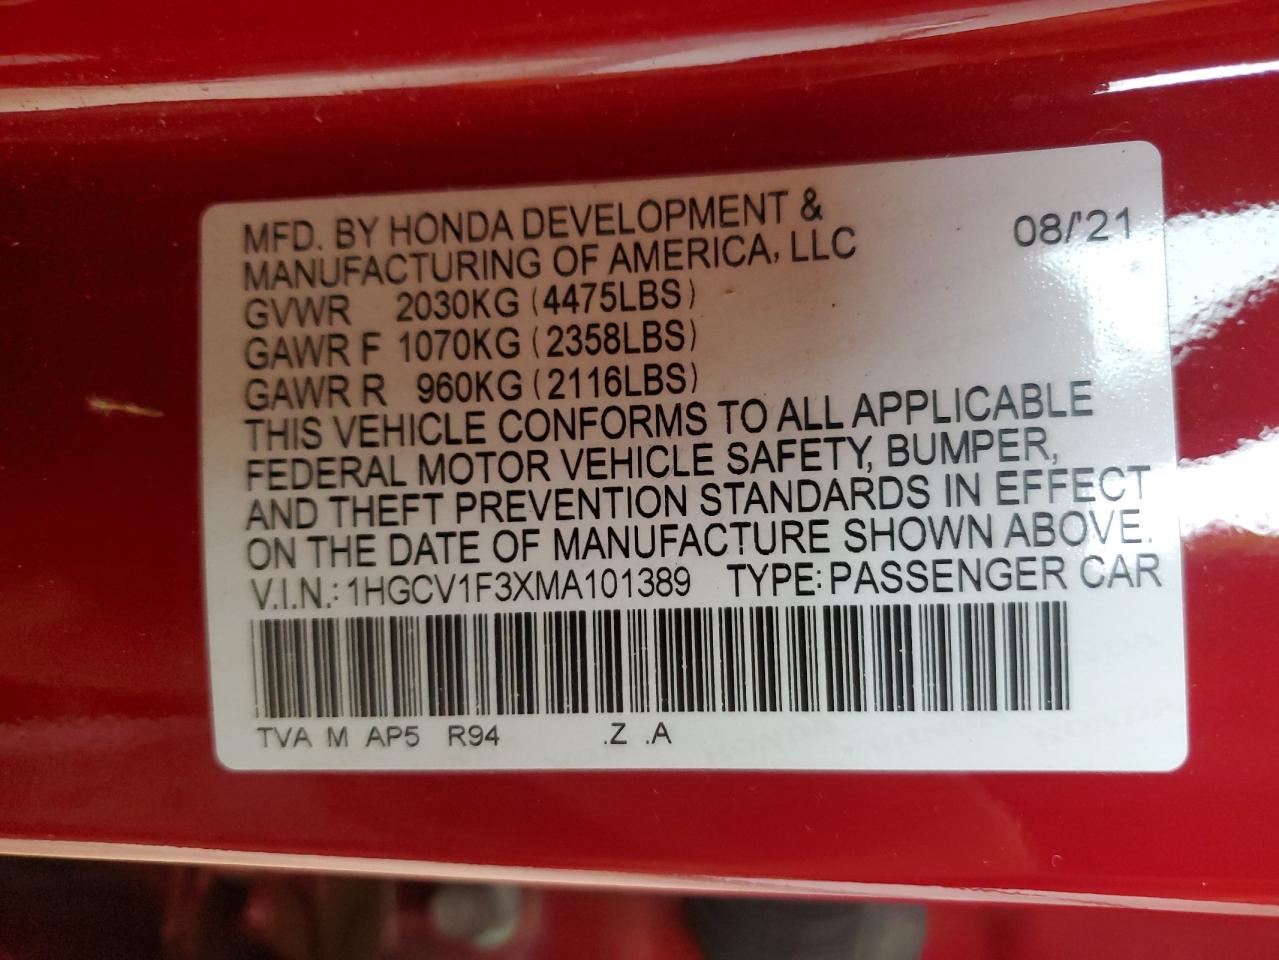 MFD. BY HONDA DEVELOPMENT & 08/'21
MANUFACTURING OF AMERICA, LLC
GVWR 2030KG (4475LBS)
GAWR F 1070KG (2358LBS)
GAWR R 960KG (2116LBS)
THIS VEHICLE CONFORMS TO ALL APPLICABLE
FEDERAL MOTOR VEHICLE SAFETY, BUMPER,
AND THEFT PREVENTION STANDARDS IN EFFECT
ON THE DATE OF MANUFACTURE SHOWN ABOVE.
V.I.N.: 1HGCV1F3XMA101389 TYPE: PASSENGER CAR
TVA M AP5 R94 .Z .A